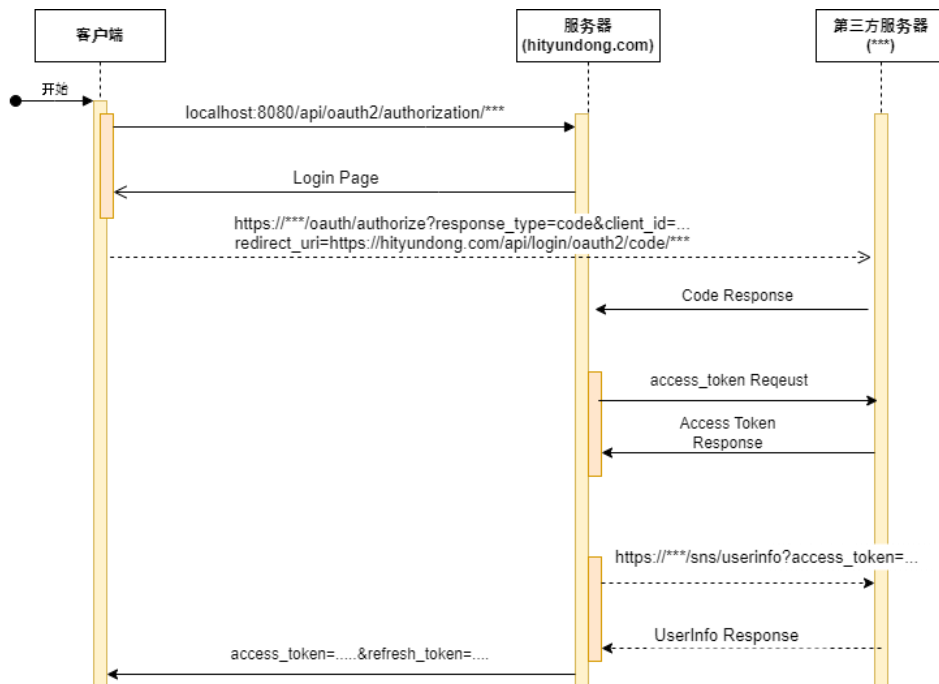 客户端
服务器
(hityundong.com)
第三方服务器
(***)
开始
localhost:8080/api/oauth2/authorization/***
Login Page
https://***/oauth/authorize?response_type=code&client_id=...
redirect_uri=https://hityundong.com/api/login/oauth2/code/***
Code Response
access_token Reqeust
Access Token
Response
https://***/sns/userinfo?access_token=...
UserInfo Response
access_token=.....&refresh_token=....